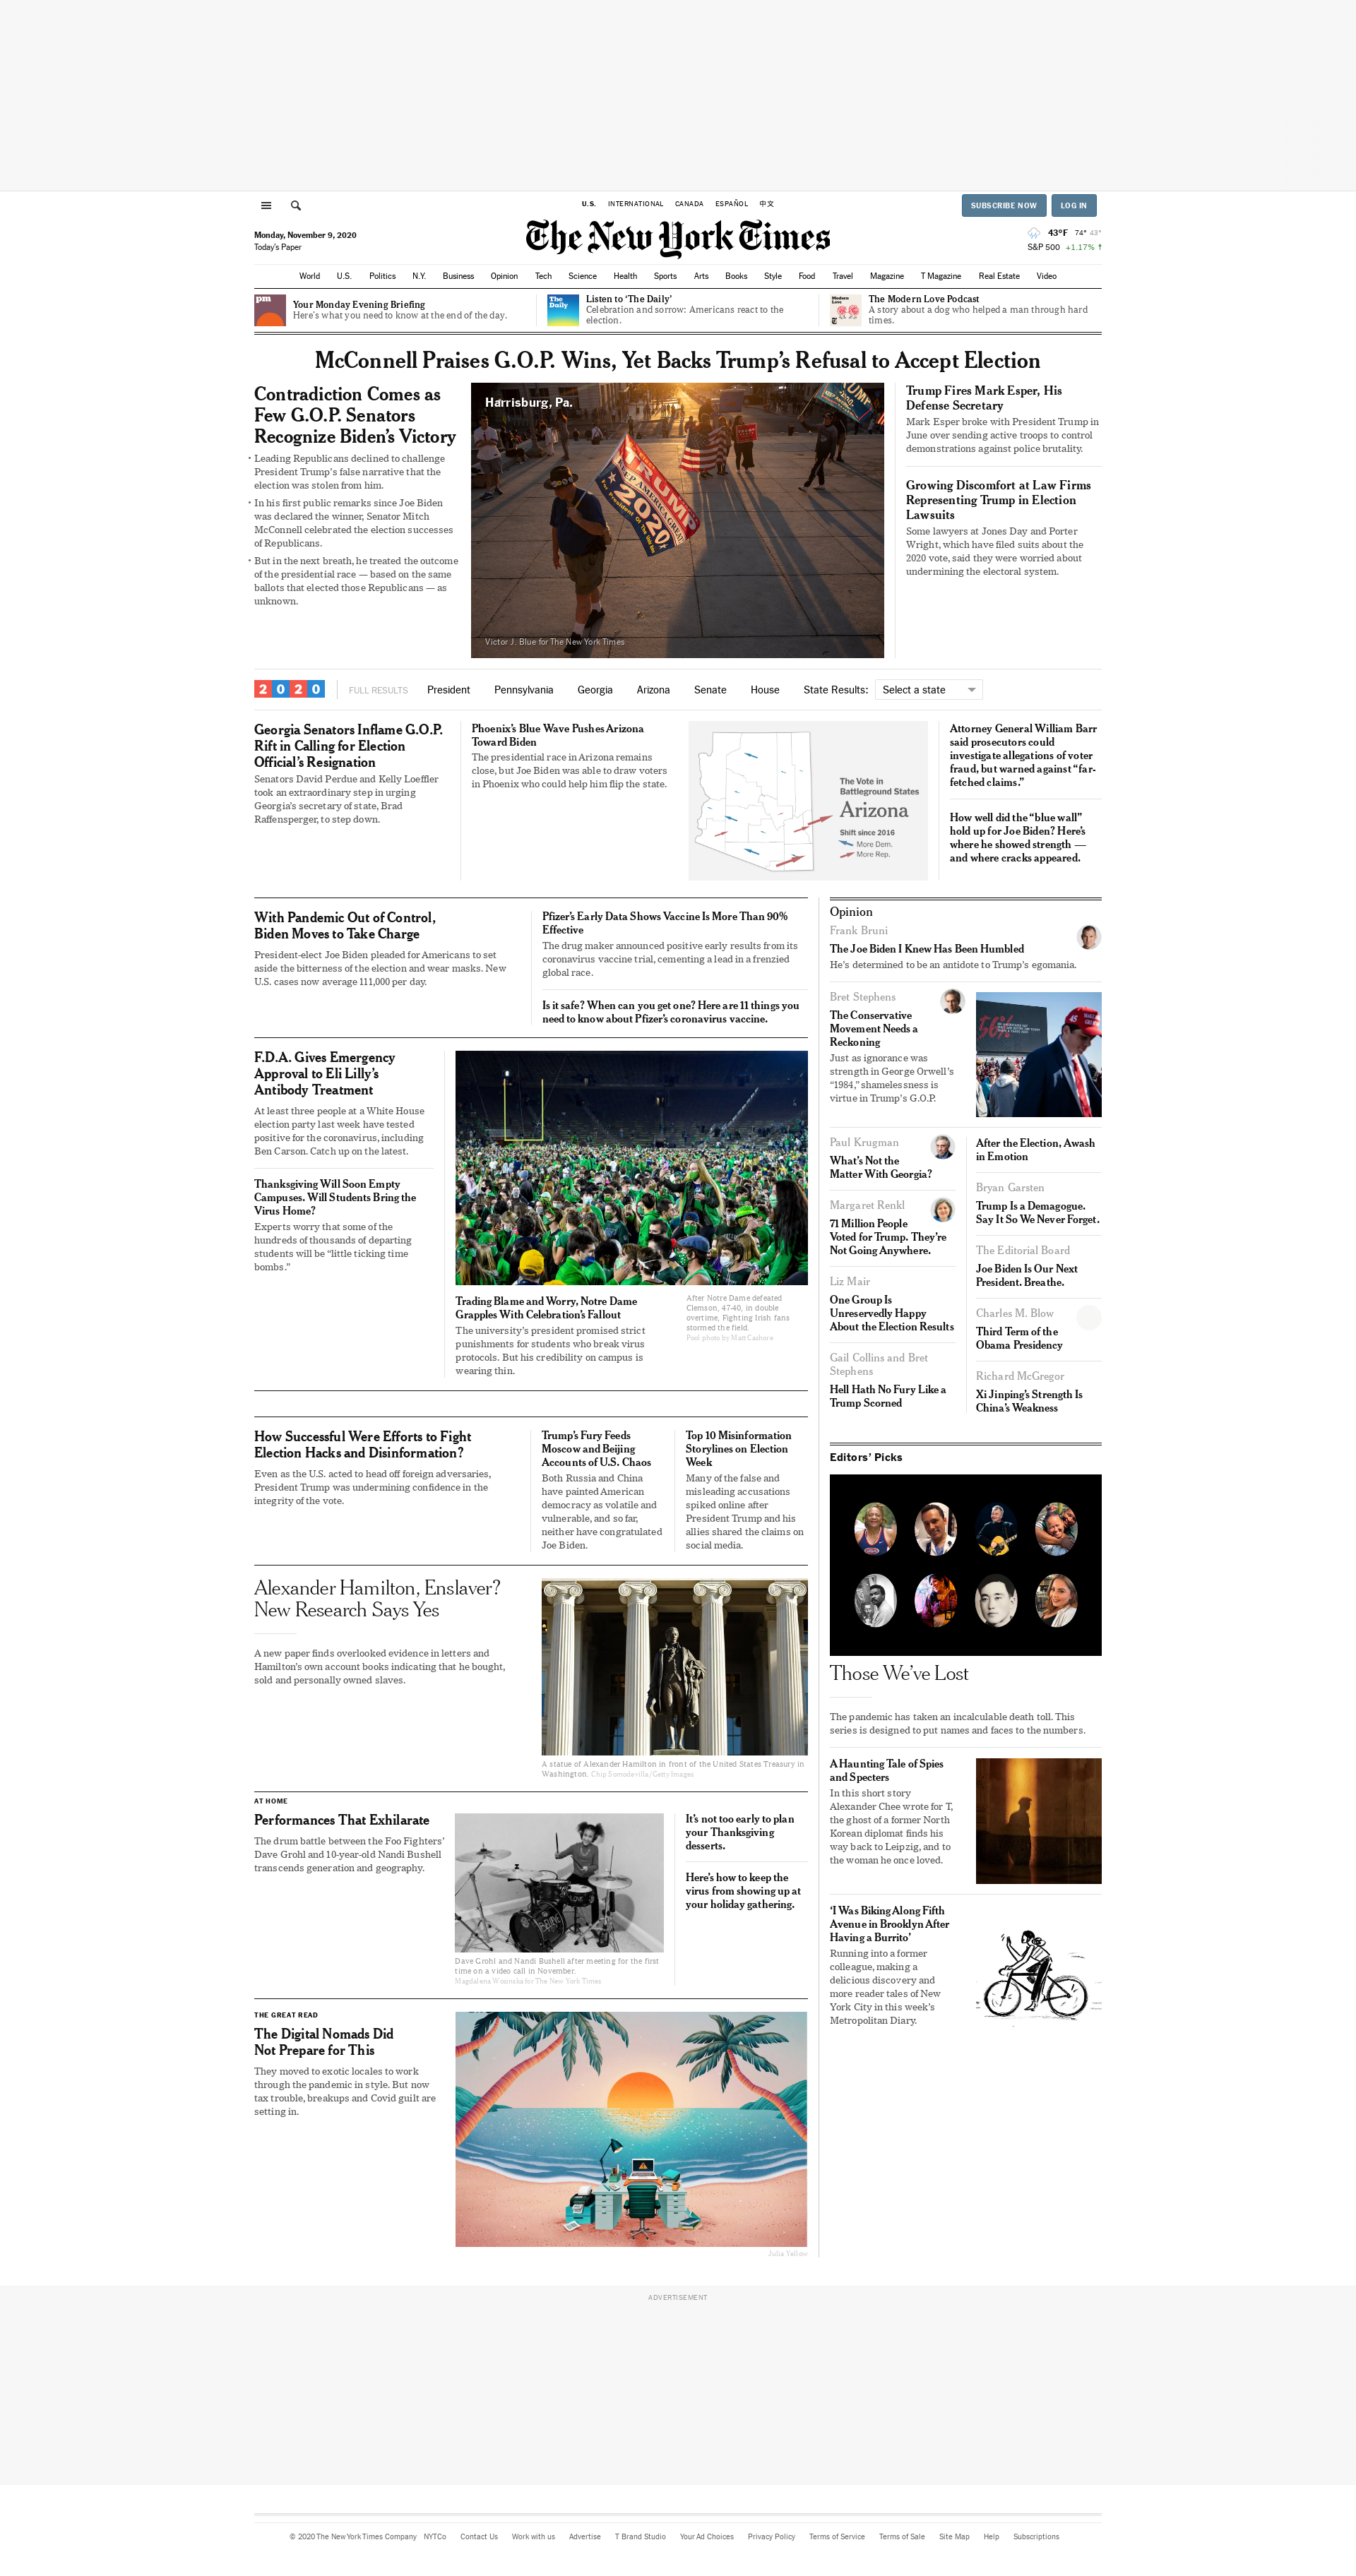 U.S. INTERNATIONAL CANADA ESPAÑOL 中文
SUBSCRIBE NOW LOG IN
Monday, November 9, 2020
Today's Paper
The New York Times
43°F 74° 43°
S&P 500 +1.17% ↑
World U.S. Politics N.Y. Business Opinion Tech Science Health Sports Arts Books Style Food Travel Magazine T Magazine Real Estate Video
pm
Your Monday Evening Briefing
Here's what you need to know at the end of the day.
The
Daily
Listen to ‘The Daily’
Celebration and sorrow: Americans react to the
election.
Modern
Love
The Modern Love Podcast
A story about a dog who helped a man through hard
times.
McConnell Praises G.O.P. Wins, Yet Backs Trump’s Refusal to Accept Election
Contradiction Comes as
Few G.O.P. Senators
Recognize Biden’s Victory
• Leading Republicans declined to challenge
President Trump’s false narrative that the
election was stolen from him.
• In his first public remarks since Joe Biden
was declared the winner, Senator Mitch
McConnell celebrated the election successes
of Republicans.
• But in the next breath, he treated the outcome
of the presidential race — based on the same
ballots that elected those Republicans — as
unknown.
Harrisburg, Pa.
TRUMP
TRUMP
KEEP AMERICA GREAT!
2020
Victor J. Blue for The New York Times
Trump Fires Mark Esper, His
Defense Secretary
Mark Esper broke with President Trump in
June over sending active troops to control
demonstrations against police brutality.
Growing Discomfort at Law Firms
Representing Trump in Election
Lawsuits
Some lawyers at Jones Day and Porter
Wright, which have filed suits about the
2020 vote, said they were worried about
undermining the electoral system.
2020 FULL RESULTS President Pennsylvania Georgia Arizona Senate House State Results: Select a state
Georgia Senators Inflame G.O.P.
Rift in Calling for Election
Official’s Resignation
Senators David Perdue and Kelly Loeffler
took an extraordinary step in urging
Georgia’s secretary of state, Brad
Raffensperger, to step down.
Phoenix’s Blue Wave Pushes Arizona
Toward Biden
The presidential race in Arizona remains
close, but Joe Biden was able to draw voters
in Phoenix who could help him flip the state.
The Vote in
Battleground States
Arizona
Shift since 2016
More Dem.
More Rep.
Attorney General William Barr
said prosecutors could
investigate allegations of voter
fraud, but warned against “far-
fetched claims.”
How well did the “blue wall”
hold up for Joe Biden? Here’s
where he showed strength —
and where cracks appeared.
With Pandemic Out of Control,
Biden Moves to Take Charge
President-elect Joe Biden pleaded for Americans to set
aside the bitterness of the election and wear masks. New
U.S. cases now average 111,000 per day.
Pfizer’s Early Data Shows Vaccine Is More Than 90%
Effective
The drug maker announced positive early results from its
coronavirus vaccine trial, cementing a lead in a frenzied
global race.
Is it safe? When can you get one? Here are 11 things you
need to know about Pfizer’s coronavirus vaccine.
F.D.A. Gives Emergency
Approval to Eli Lilly’s
Antibody Treatment
At least three people at a White House
election party last week have tested
positive for the coronavirus, including
Ben Carson. Catch up on the latest.
Thanksgiving Will Soon Empty
Campuses. Will Students Bring the
Virus Home?
Experts worry that some of the
hundreds of thousands of departing
students will be “little ticking time
bombs.”
Trading Blame and Worry, Notre Dame
Grapples With Celebration’s Fallout
The university’s president promised strict
punishments for students who break virus
protocols. But his credibility on campus is
wearing thin.
After Notre Dame defeated
Clemson, 47-40, in double
overtime, Fighting Irish fans
stormed the field.
Pool photo by Matt Cashore
How Successful Were Efforts to Fight
Election Hacks and Disinformation?
Even as the U.S. acted to head off foreign adversaries,
President Trump was undermining confidence in the
integrity of the vote.
Trump’s Fury Feeds
Moscow and Beijing
Accounts of U.S. Chaos
Both Russia and China
have painted American
democracy as volatile and
vulnerable, and so far,
neither have congratulated
Joe Biden.
Top 10 Misinformation
Storylines on Election
Week
Many of the false and
misleading accusations
spiked online after
President Trump and his
allies shared the claims on
social media.
Alexander Hamilton, Enslaver?
New Research Says Yes
A new paper finds overlooked evidence in letters and
Hamilton’s own account books indicating that he bought,
sold and personally owned slaves.
A statue of Alexander Hamilton in front of the United States Treasury in
Washington. Chip Somodevilla/Getty Images
AT HOME
Performances That Exhilarate
The drum battle between the Foo Fighters’
Dave Grohl and 10-year-old Nandi Bushell
transcends generation and geography.
Dave Grohl and Nandi Bushell after meeting for the first
time on a video call in November.
Magdalena Wosinska for The New York Times
It’s not too early to plan
your Thanksgiving
desserts.
Here’s how to keep the
virus from showing up at
your holiday gathering.
THE GREAT READ
The Digital Nomads Did
Not Prepare for This
They moved to exotic locales to work
through the pandemic in style. But now
tax trouble, breakups and Covid guilt are
setting in.
Julia Yellow
Opinion
Frank Bruni
The Joe Biden I Knew Has Been Humbled
He’s determined to be an antidote to Trump’s egomania.
Bret Stephens
The Conservative
Movement Needs a
Reckoning
Just as ignorance was
strength in George Orwell’s
“1984,” shamelessness is
virtue in Trump’s G.O.P.
56%
45
Paul Krugman
What’s Not the
Matter With Georgia?
Margaret Renkl
71 Million People
Voted for Trump. They’re
Not Going Anywhere.
Liz Mair
One Group Is
Unreservedly Happy
About the Election Results
Gail Collins and Bret
Stephens
Hell Hath No Fury Like a
Trump Scorned
After the Election, Awash
in Emotion
Bryan Garsten
Trump Is a Demagogue.
Say It So We Never Forget.
The Editorial Board
Joe Biden Is Our Next
President. Breathe.
Charles M. Blow
Third Term of the
Obama Presidency
Richard McGregor
Xi Jinping’s Strength Is
China’s Weakness
Editors’ Picks
Those We’ve Lost
The pandemic has taken an incalculable death toll. This
series is designed to put names and faces to the numbers.
A Haunting Tale of Spies
and Specters
In this short story
Alexander Chee wrote for T,
the ghost of a former North
Korean diplomat finds his
way back to Leipzig, and to
the woman he once loved.
‘I Was Biking Along Fifth
Avenue in Brooklyn After
Having a Burrito’
Running into a former
colleague, making a
delicious discovery and
more reader tales of New
York City in this week’s
Metropolitan Diary.
ADVERTISEMENT
© 2020 The New York Times Company NYTCo Contact Us Work with us Advertise T Brand Studio Your Ad Choices Privacy Policy Terms of Service Terms of Sale Site Map Help Subscriptions